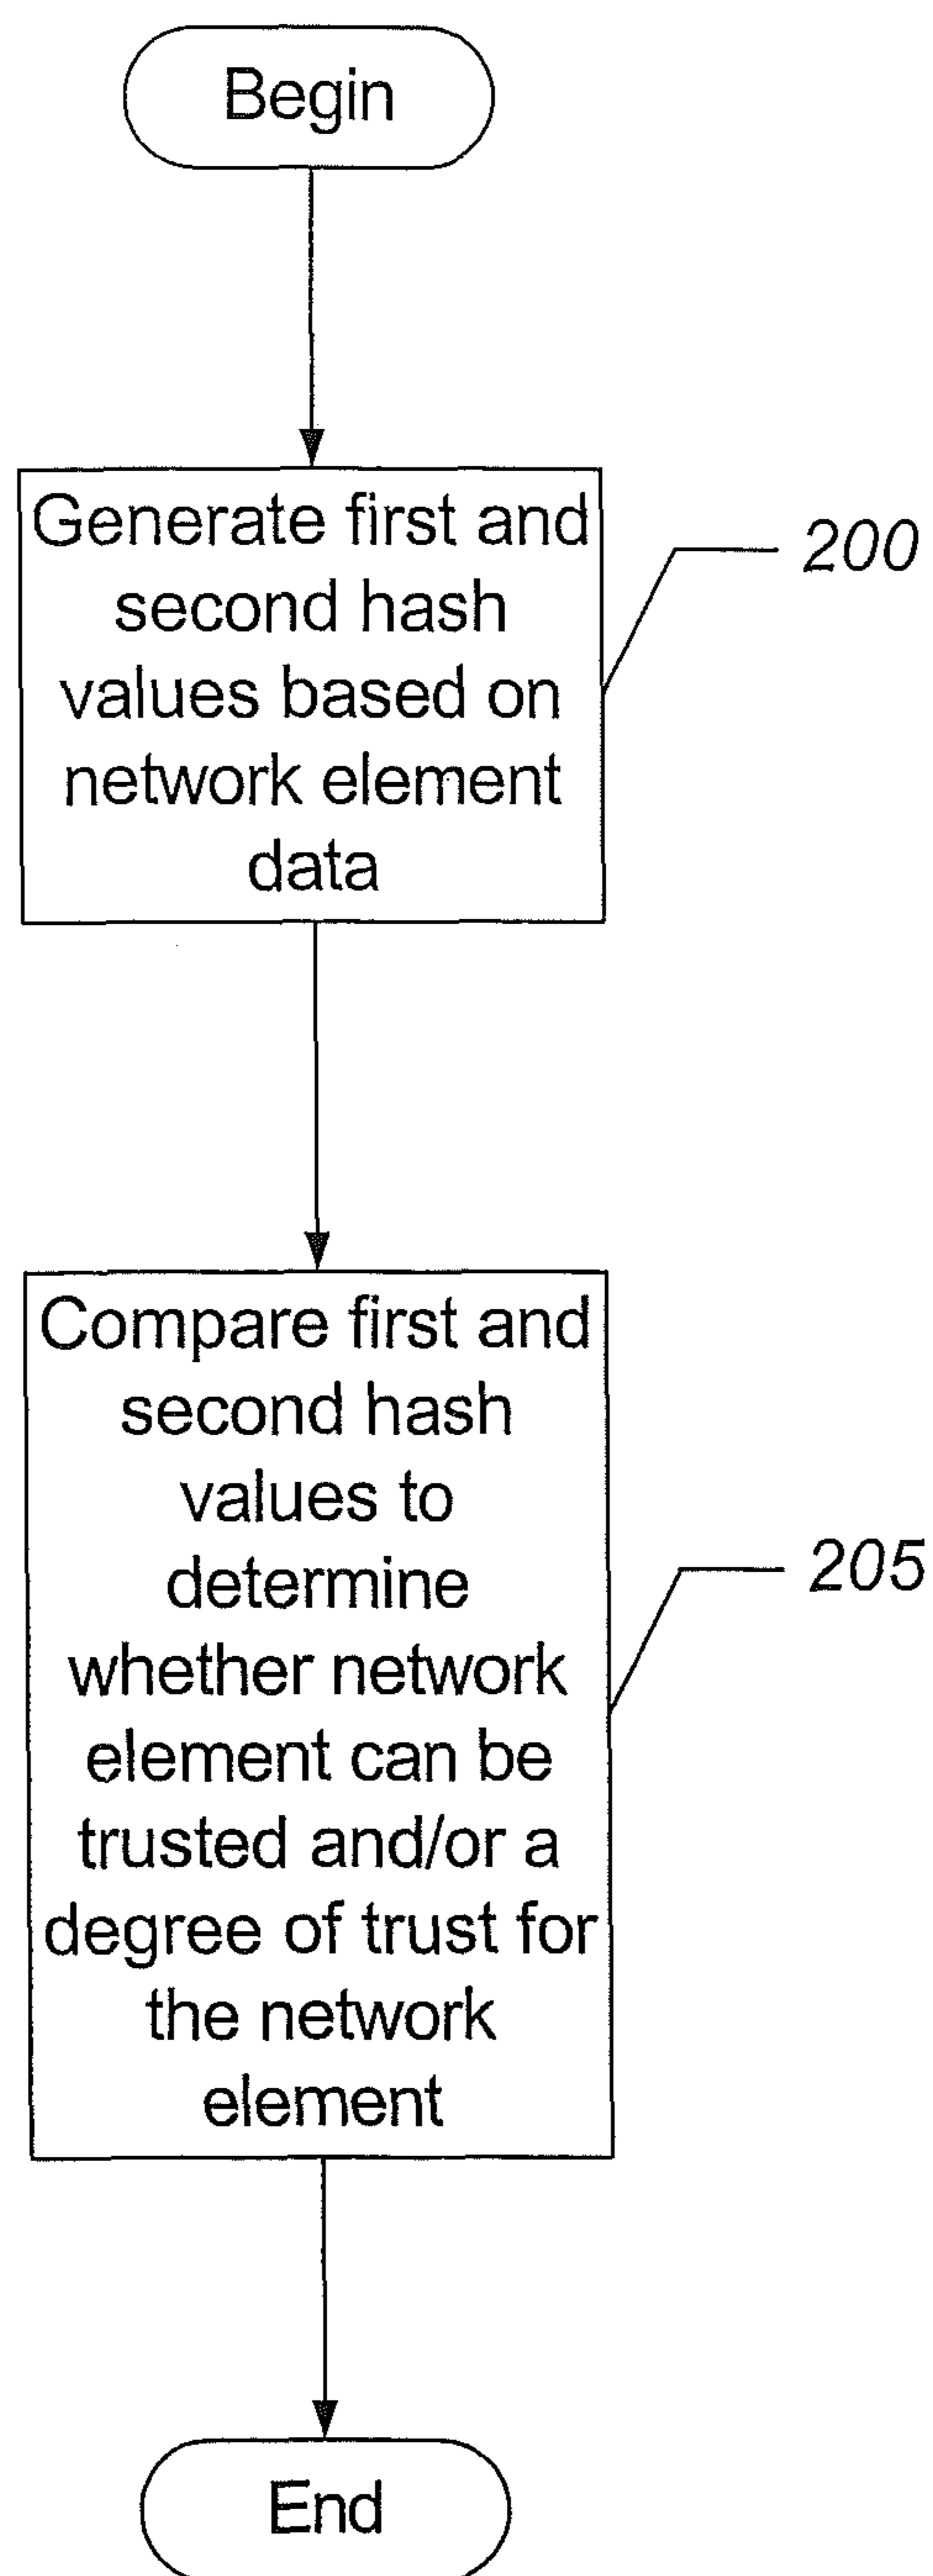 Begin
Generate first and
second hash
values based on
network element
data
200
Compare first and
second hash
values to
determine
whether network
element can be
trusted and/or a
degree of trust for
the network
element
205
End